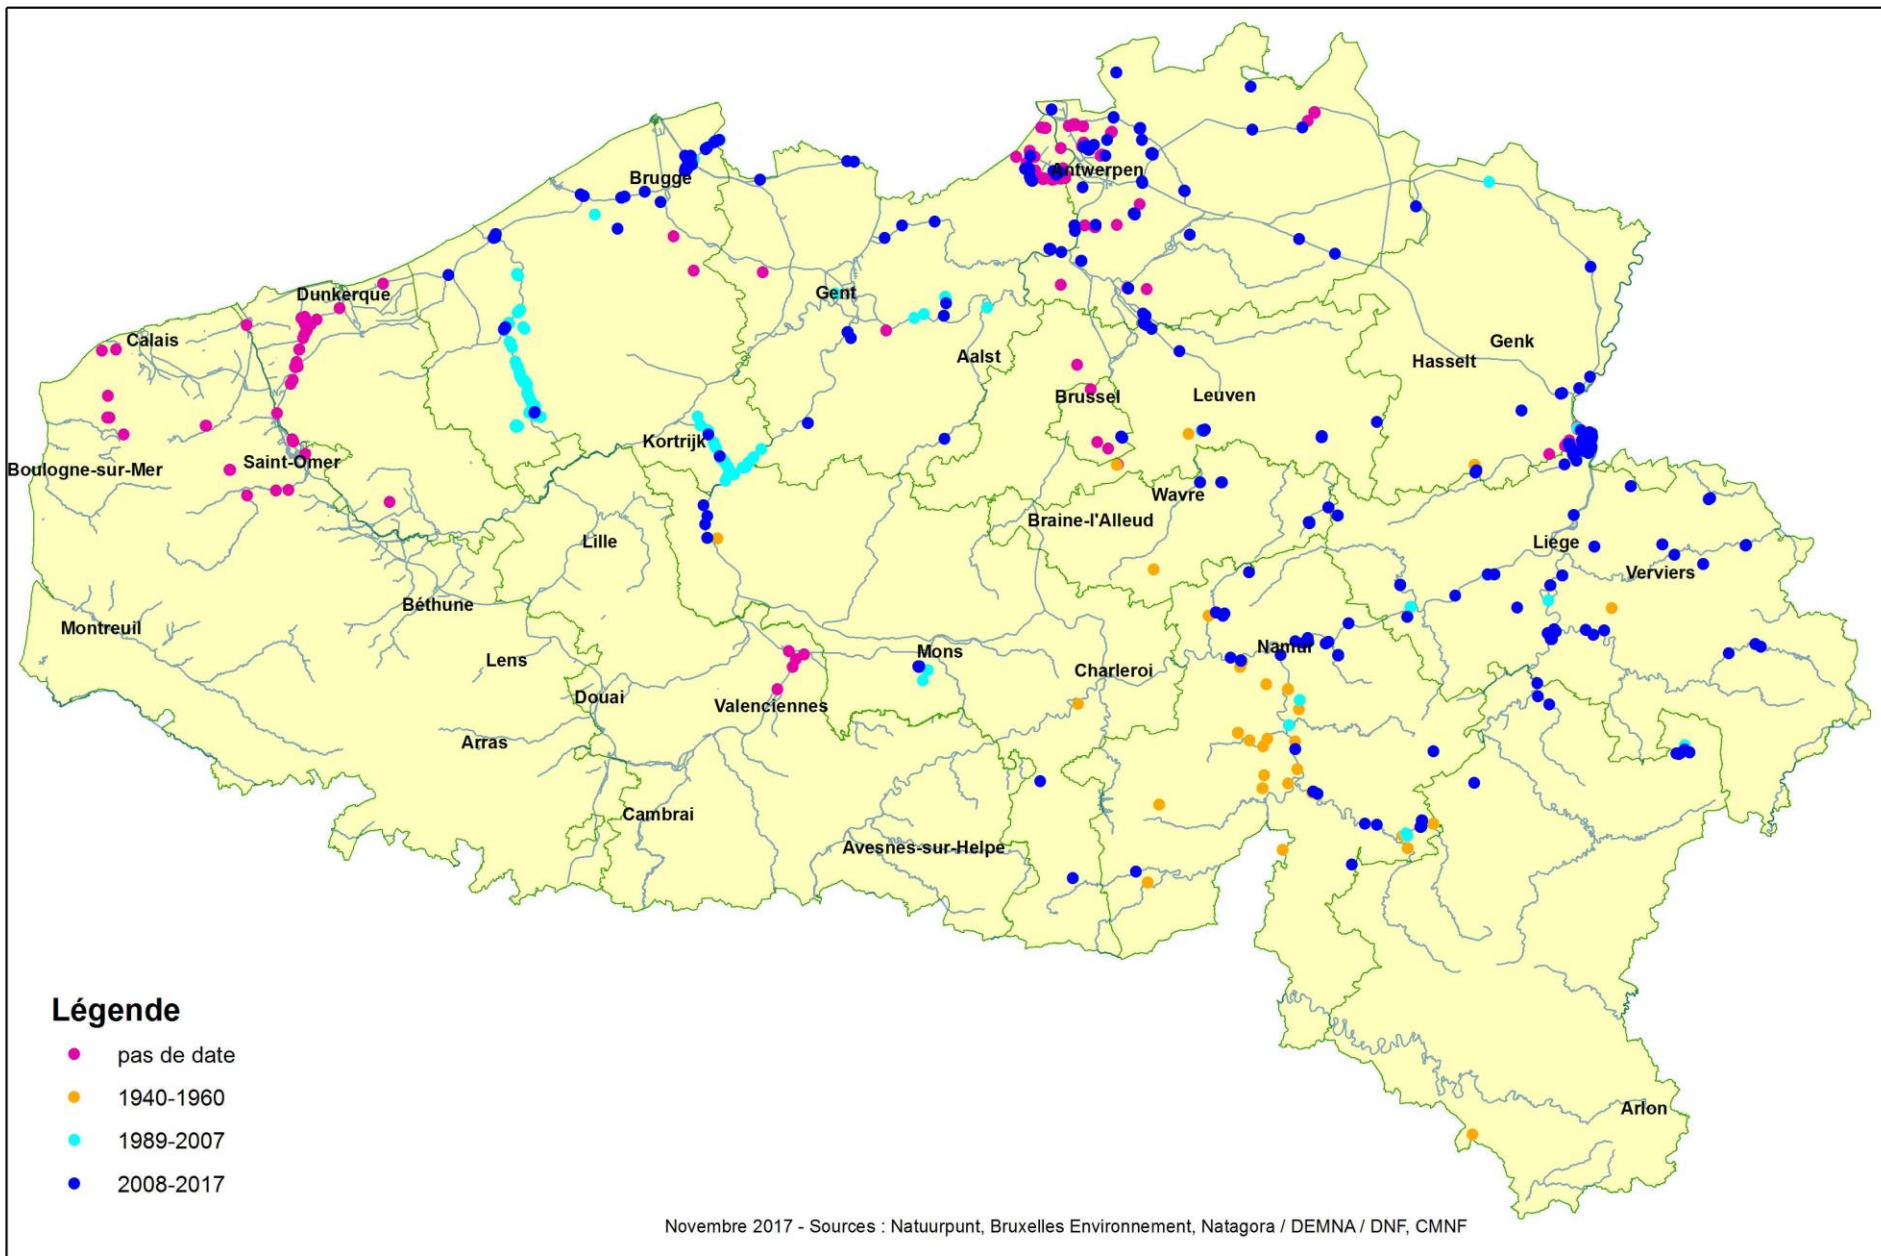 Brugge
Antwerpen
Dunkerque
Gent
Calais
Genk
Aalst
Hasselt
Brussel
Leuven
Kortrijk
Boulogne-sur-Mer
Saint-Omer
Wavre
Braine-l'Alleud
Lille
Liège
Verviers
Béthune
Montreuil
Namur
Mons
Lens
Charleroi
Douai
Valenciennes
Arras
Cambrai
Avesnes-sur-Helpe
Légende
pas de date
1940-1960
1989-2007
2008-2017
Arlon
Novembre 2017 - Sources : Natuurpunt, Bruxelles Environnement, Natagora / DEMNA / DNF, CMNF